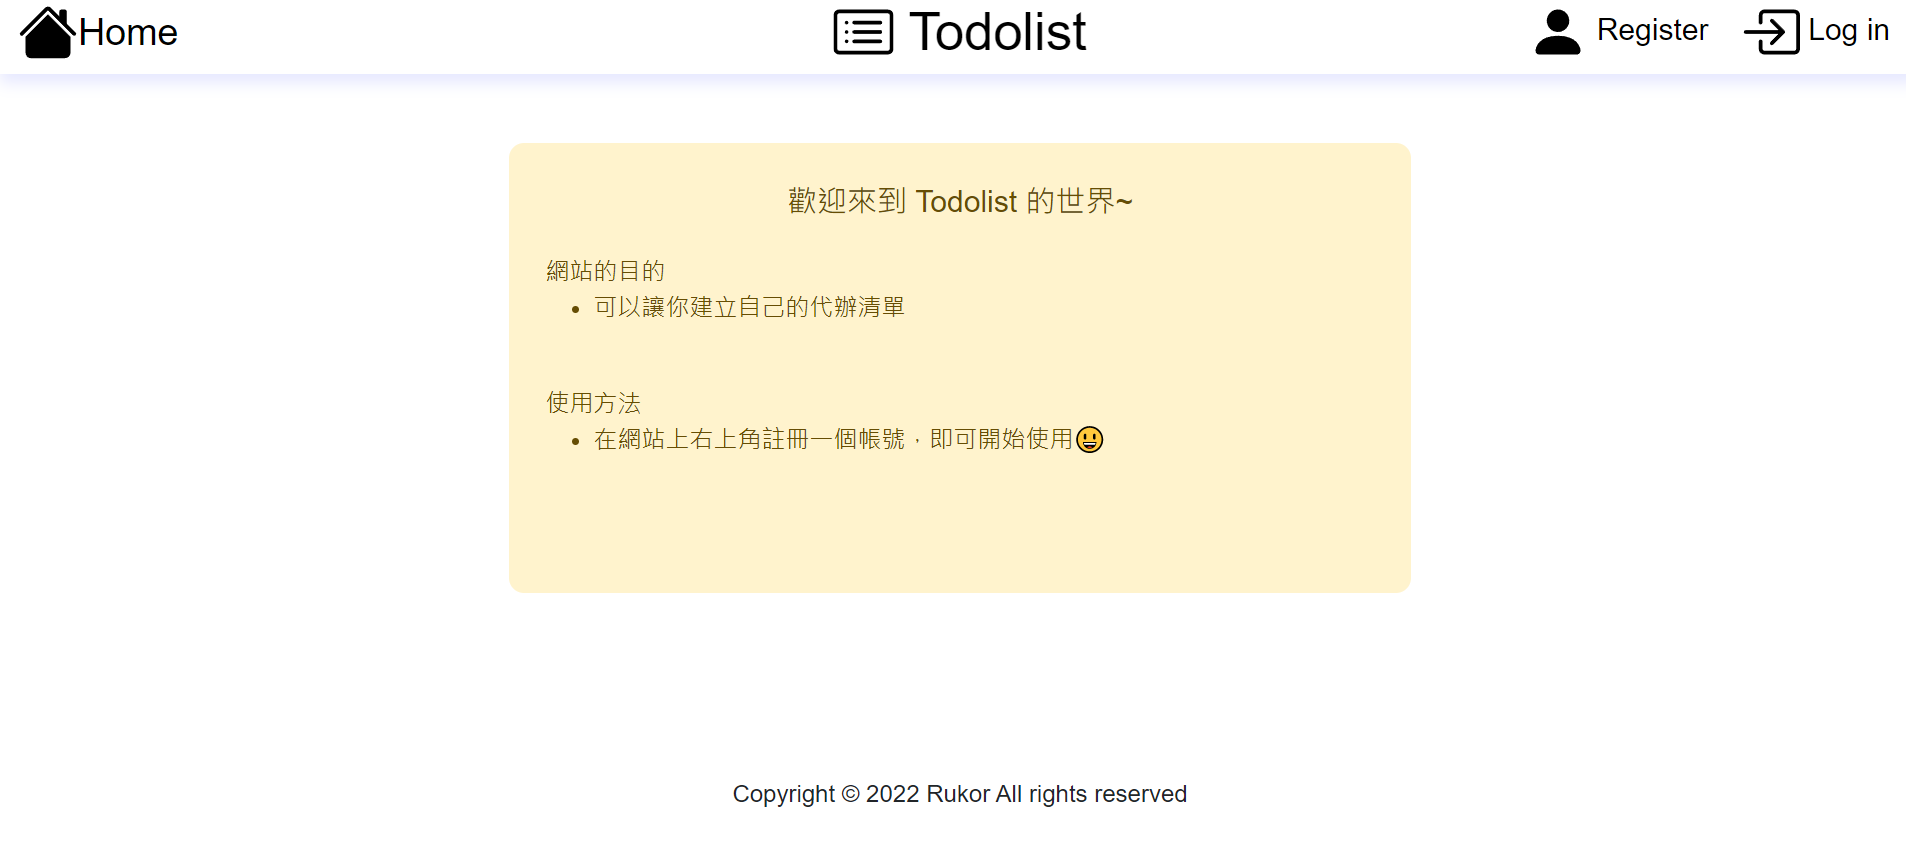 Home
Todolist
Register
Log in
歡迎來到 Todolist 的世界~
網站的目的
• 可以讓你建立自己的代辦清單
使用方法
• 在網站上右上角註冊一個帳號，即可開始使用😃
Copyright © 2022 Rukor All rights reserved